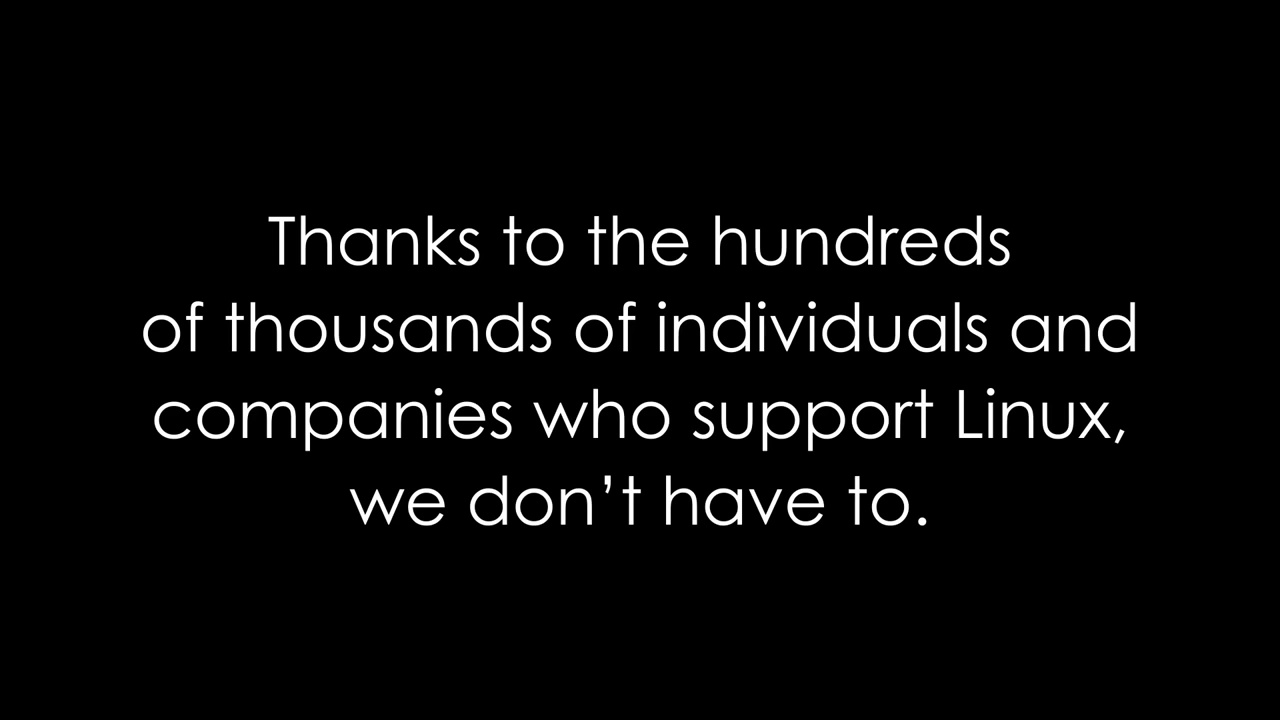 Thanks to the hundreds
of thousands of individuals and
companies who support Linux,
we don’t have to.